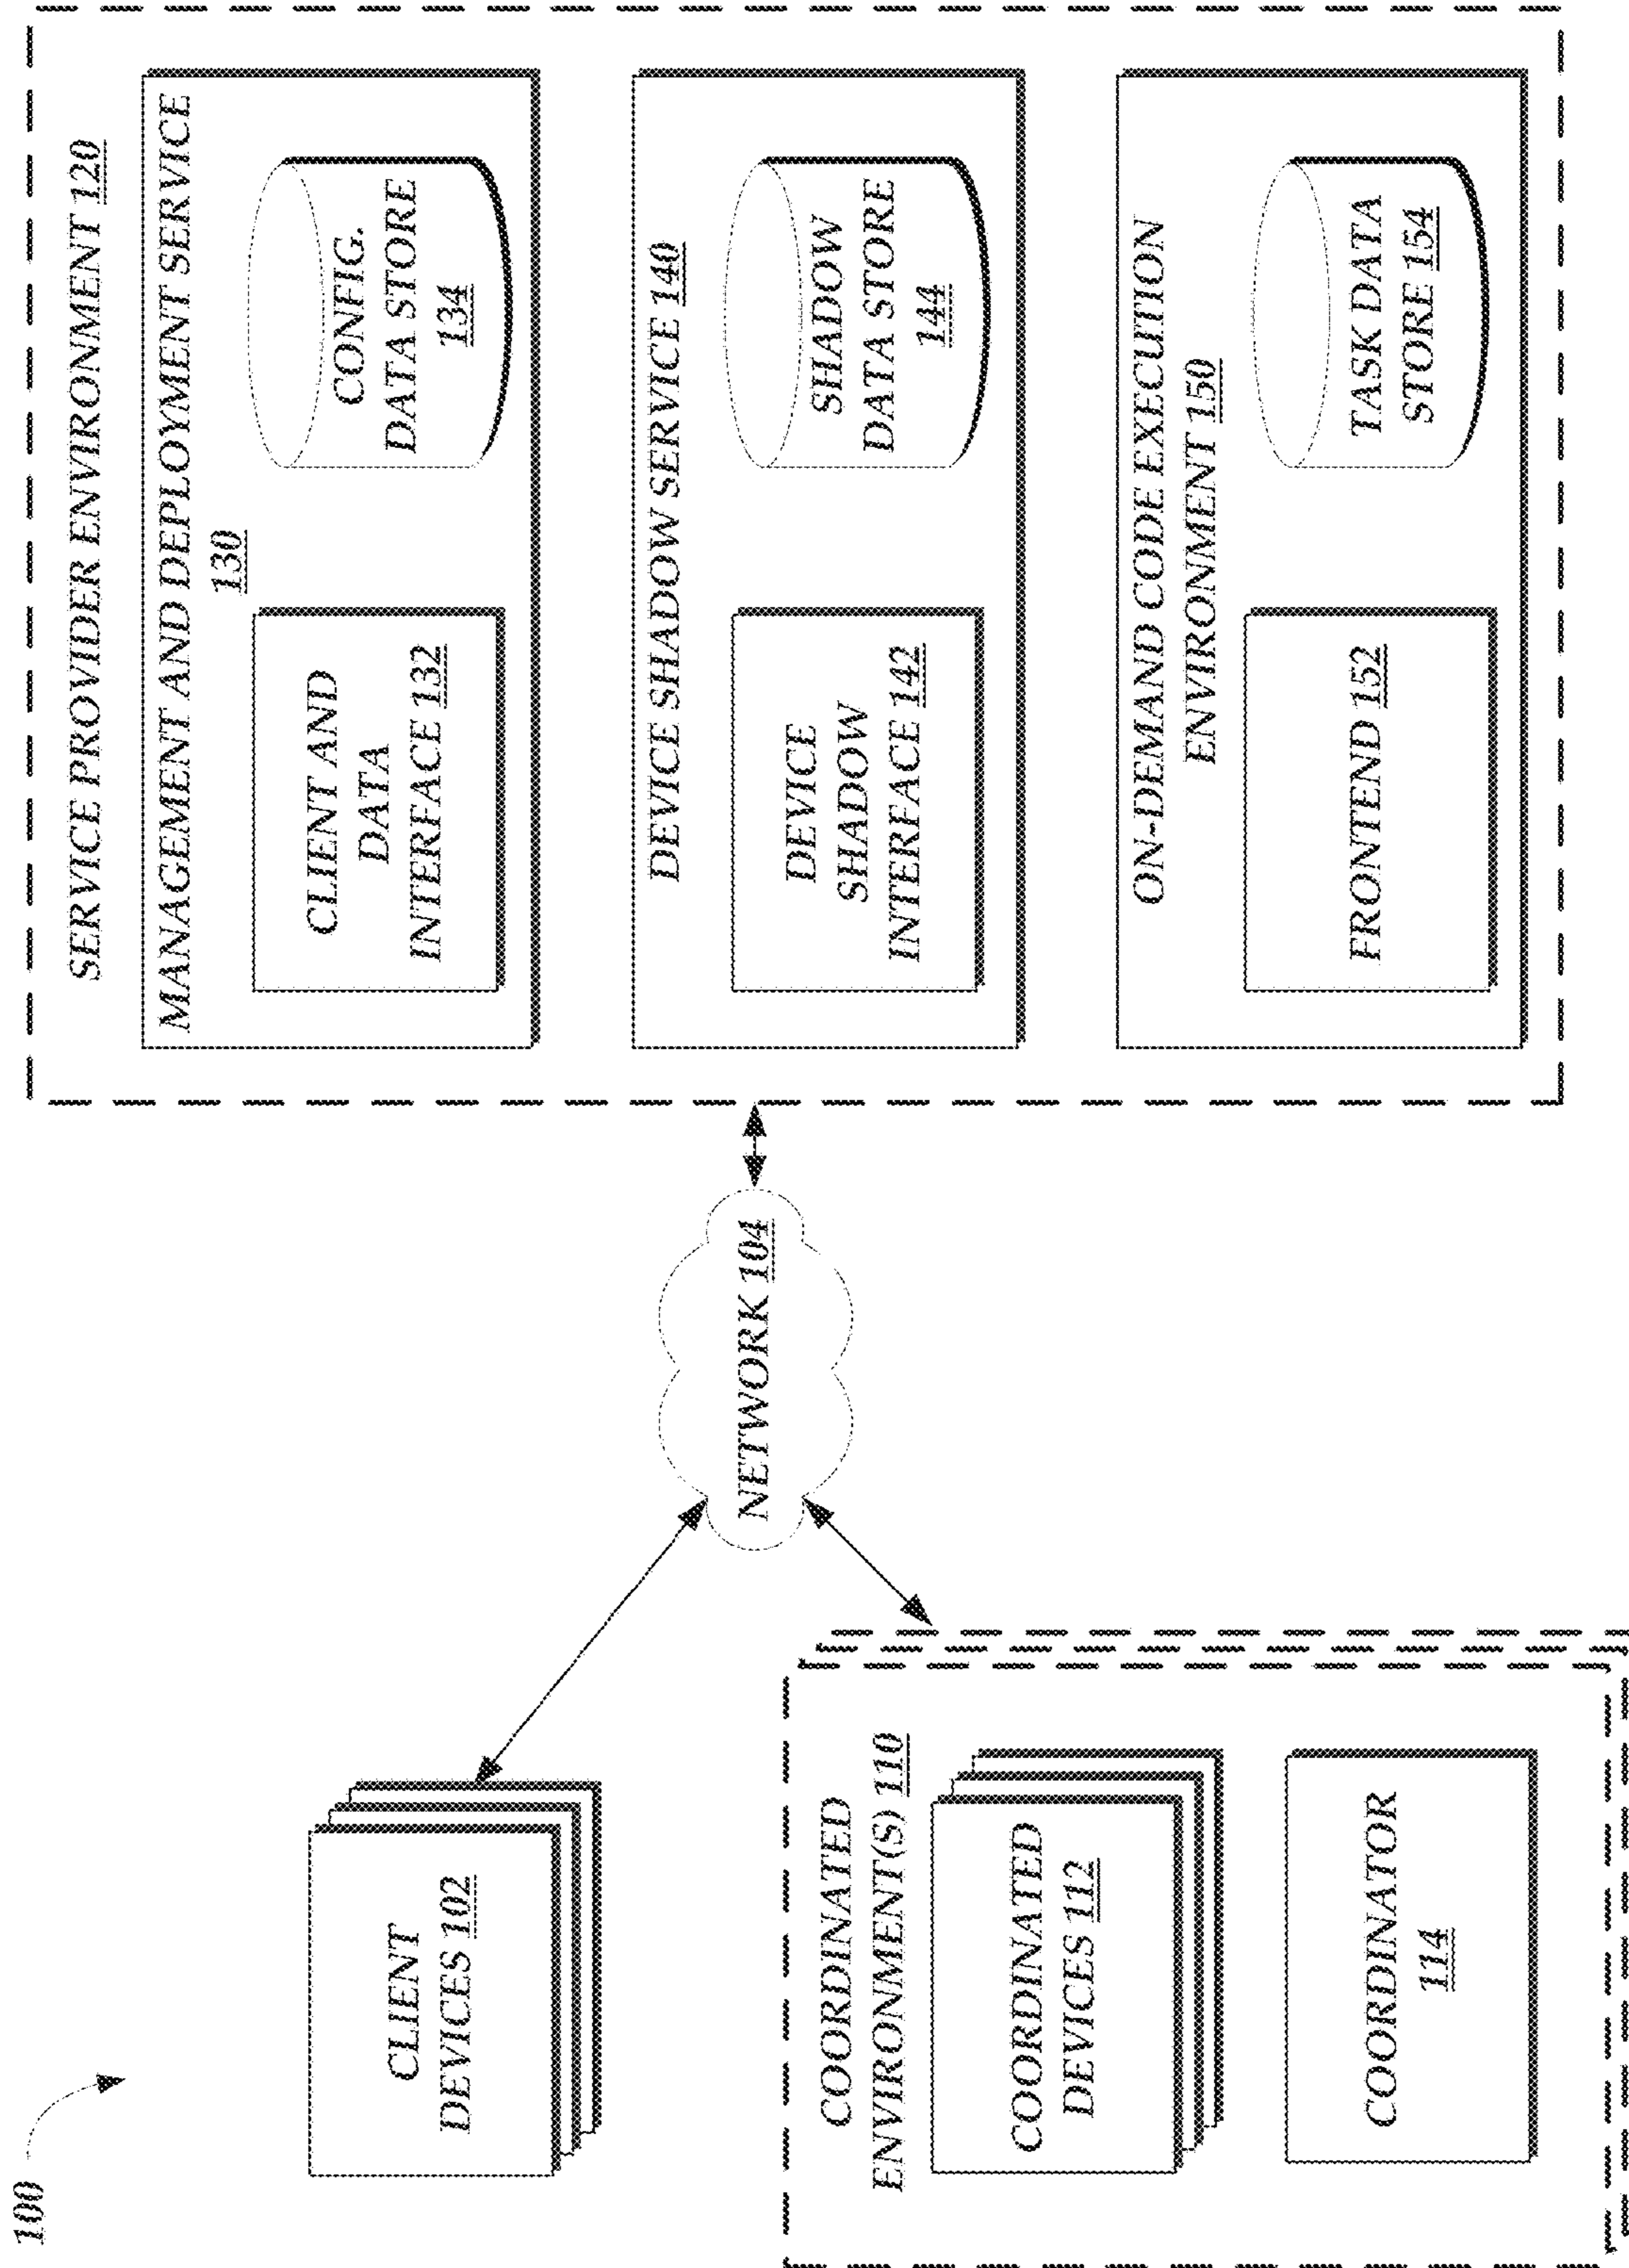 100
CLIENT
DEVICES 102
COORDINATED
ENVIRONMENT(S) 110
COORDINATED
DEVICES 112
COORDINATOR
114
NETWORK 104
SERVICE PROVIDER ENVIRONMENT 120
MANAGEMENT AND DEPLOYMENT SERVICE
130
CLIENT AND
DATA
INTERFACE 132
CONFIG.
DATA STORE
134
DEVICE SHADOW SERVICE 140
DEVICE
SHADOW
INTERFACE 142
SHADOW
DATA STORE
144
ON-DEMAND CODE EXECUTION
ENVIRONMENT 150
FRONTEND 152
TASK DATA
STORE 154